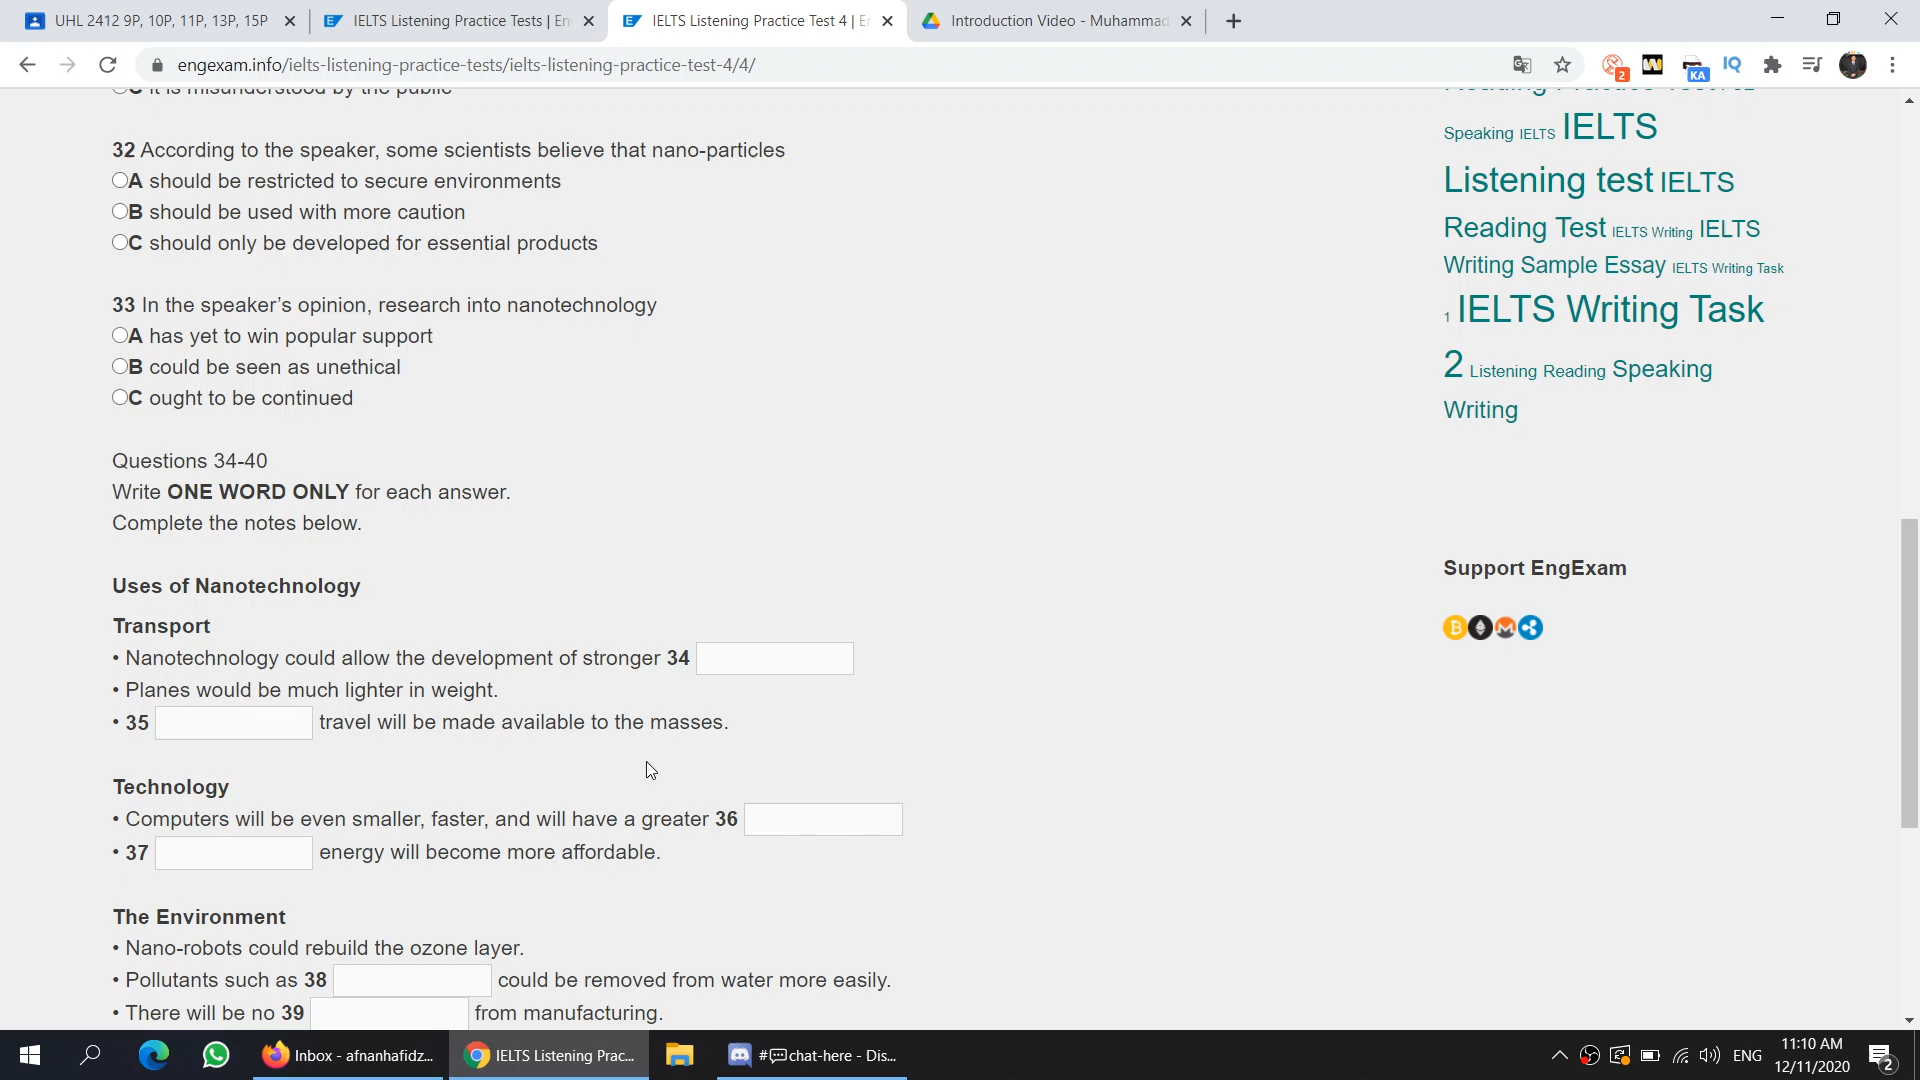 UHL 2412 9P, 10P, 11P, 13P, 15P
IELTS Listening Practice Tests | En
IELTS Listening Practice Test 4 | E
Introduction Video - Muhammad
engexam.info/ielts-listening-practice-tests/ielts-listening-practice-test-4/4/
2
KA
IQ
C it is misunderstood by the public
32 According to the speaker, some scientists believe that nano-particles
A should be restricted to secure environments
B should be used with more caution
C should only be developed for essential products
33 In the speaker's opinion, research into nanotechnology
A has yet to win popular support
B could be seen as unethical
C ought to be continued
Questions 34-40
Write ONE WORD ONLY for each answer.
Complete the notes below.
Uses of Nanotechnology
Transport
• Nanotechnology could allow the development of stronger 34
• Planes would be much lighter in weight.
• 35 travel will be made available to the masses.
Technology
• Computers will be even smaller, faster, and will have a greater 36
• 37 energy will become more affordable.
The Environment
• Nano-robots could rebuild the ozone layer.
• Pollutants such as 38 could be removed from water more easily.
• There will be no 39 from manufacturing.
Speaking IELTS IELTS
Listening test IELTS
Reading Test IELTS Writing IELTS
Writing Sample Essay IELTS Writing Task
1 IELTS Writing Task
2 Listening Reading Speaking
Writing
Support EngExam
Inbox - afnanhafidz...
IELTS Listening Prac...
#chat-here - Dis...
ENG
11:10 AM
12/11/2020
2